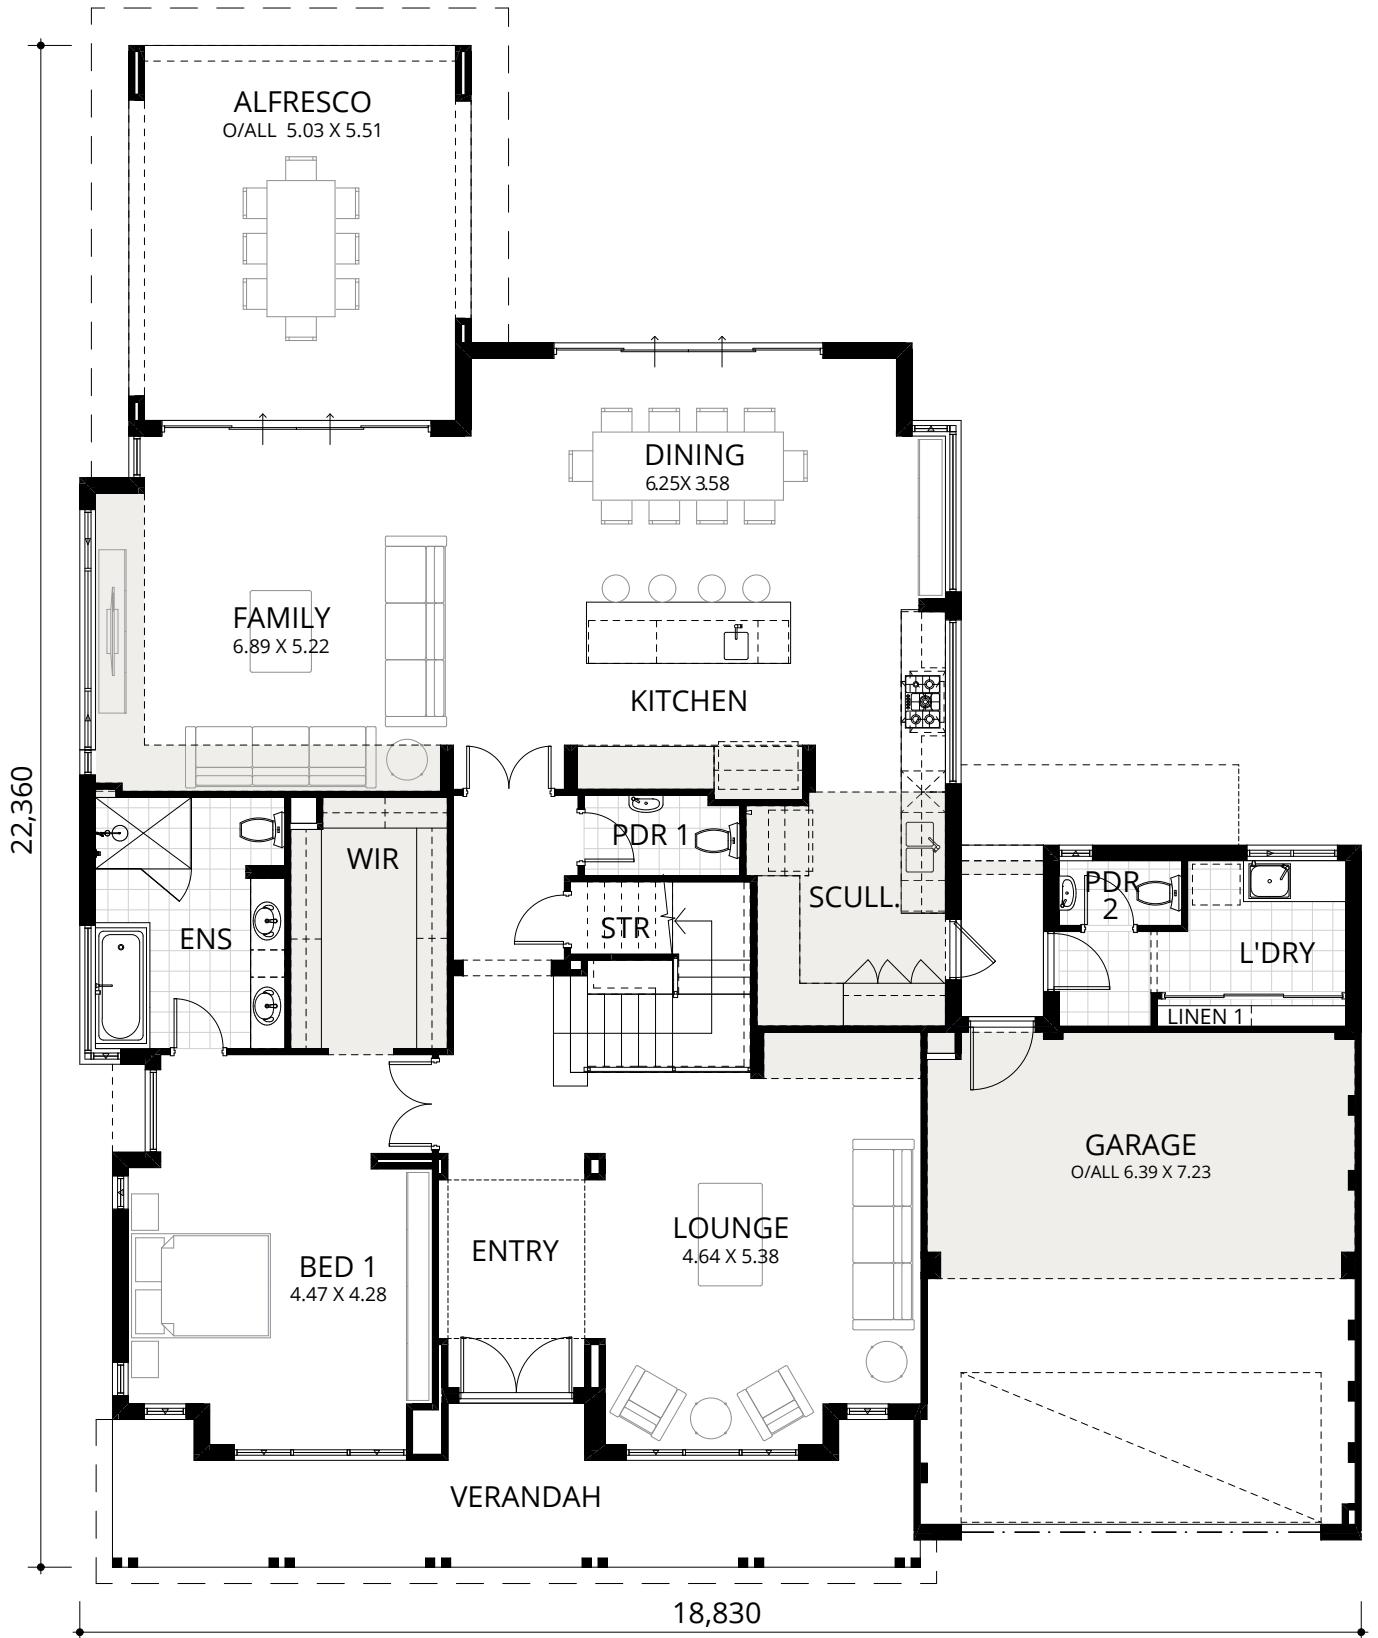 ALFRESCO
O/ALL 5.03 X 5.51
DINING
6.25X 3.58
FAMILY
6.89 X 5.22
KITCHEN
22,360
WIR
PDR 1
SCULL.
PDR
2
ENS
STR
L'DRY
LINEN 1
GARAGE
O/ALL 6.39 X 7.23
BED 1
4.47 X 4.28
ENTRY
LOUNGE
4.64 X 5.38
VERANDAH
18,830